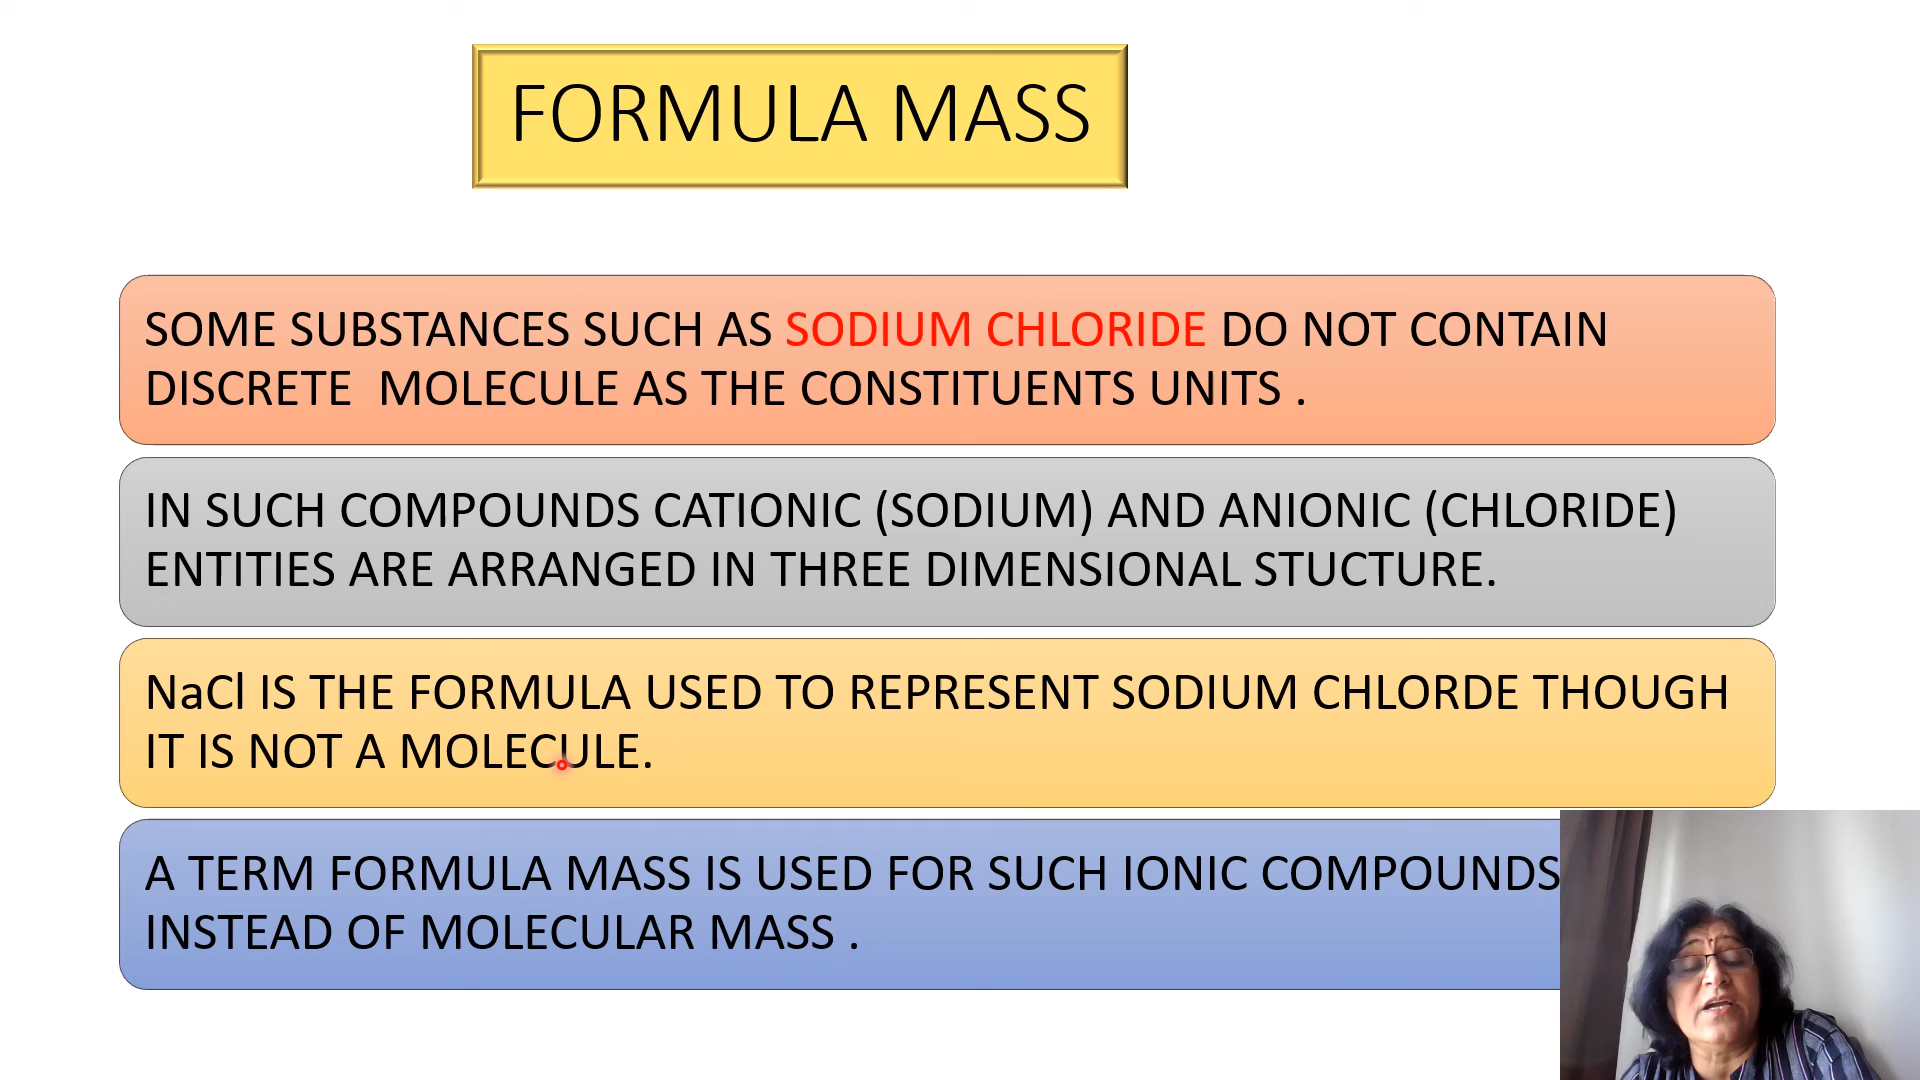 FORMULA MASS
SOME SUBSTANCES SUCH AS SODIUM CHLORIDE DO NOT CONTAIN
DISCRETE MOLECULE AS THE CONSTITUENTS UNITS .
IN SUCH COMPOUNDS CATIONIC (SODIUM) AND ANIONIC (CHLORIDE)
ENTITIES ARE ARRANGED IN THREE DIMENSIONAL STUCTURE.
NaCl IS THE FORMULA USED TO REPRESENT SODIUM CHLORDE THOUGH
IT IS NOT A MOLECULE.
A TERM FORMULA MASS IS USED FOR SUCH IONIC COMPOUNDS
INSTEAD OF MOLECULAR MASS .